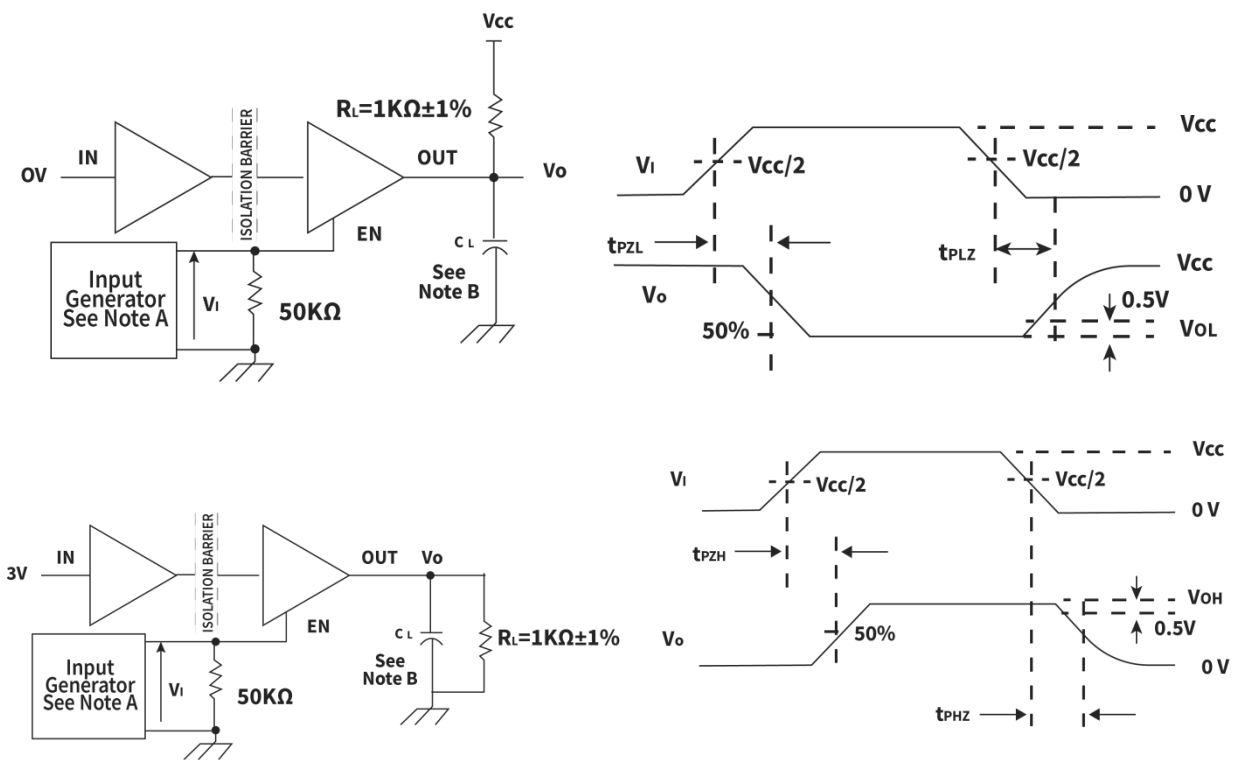 Vcc
RL=1KΩ±1%
ISOLATION BARRIER
IN
OUT
0V
Vo
EN
CL
See
Note B
Input
Generator
See Note A
VI
50KΩ
Vcc
VI
Vcc/2
Vcc/2
0 V
tPZL
tPLZ
Vcc
Vo
0.5V
50%
VOL
ISOLATION BARRIER
IN
OUT
Vo
3V
EN
CL
See
Note B
RL=1KΩ±1%
Input
Generator
See Note A
VI
50KΩ
Vcc
VI
Vcc/2
Vcc/2
0 V
tPZH
VOH
Vo
50%
0.5V
0 V
tPHZ